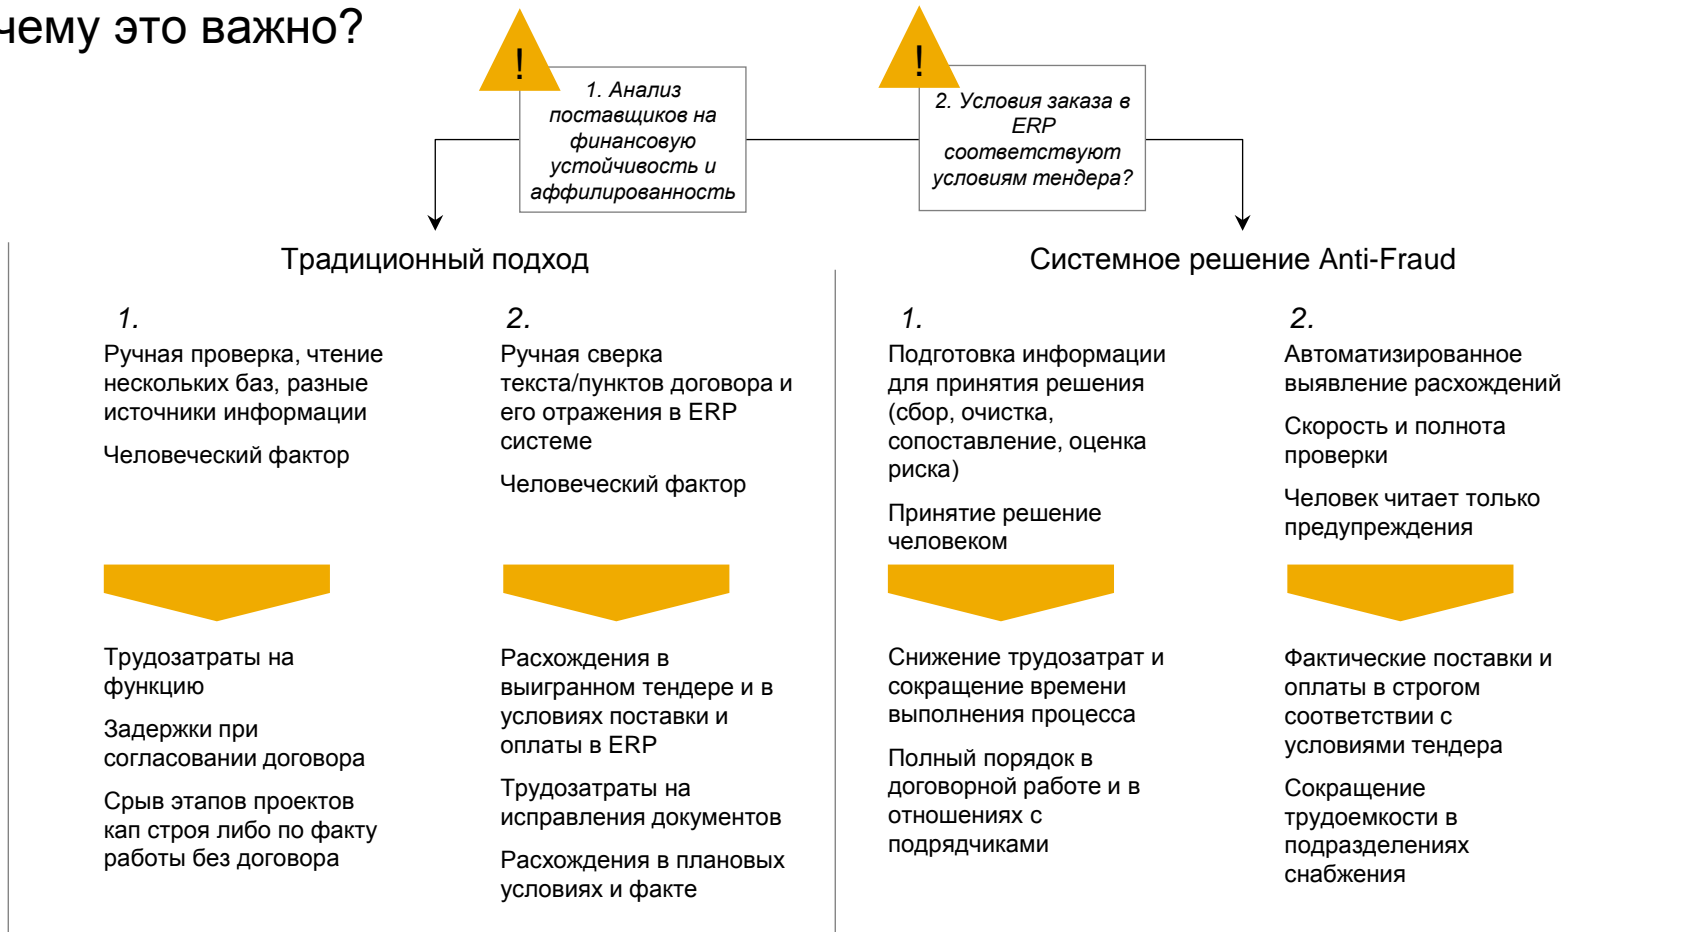 чему это важно?
!
1. Анализ
поставщиков на
финансовую
устойчивость и
аффилированность
!
2. Условия заказа в
ERP
соответствуют
условиям тендера?
Традиционный подход
1.
Ручная проверка, чтение
нескольких баз, разные
источники информации
Человеческий фактор
Трудозатраты на
функцию
Задержки при
согласовании договора
Срыв этапов проектов
кап строя либо по факту
работы без договора
2.
Ручная сверка
текста/пунктов договора и
его отражения в ERP
системе
Человеческий фактор
Расхождения в
выигранном тендере и в
условиях поставки и
оплаты в ERP
Трудозатраты на
исправления документов
Расхождения в плановых
условиях и факте
Системное решение Anti-Fraud
1.
Подготовка информации
для принятия решения
(сбор, очистка,
сопоставление, оценка
риска)
Принятие решение
человеком
Снижение трудозатрат и
сокращение времени
выполнения процесса
Полный порядок в
договорной работе и в
отношениях с
подрядчиками
2.
Автоматизированное
выявление расхождений
Скорость и полнота
проверки
Человек читает только
предупреждения
Фактические поставки и
оплаты в строгом
соответствии с
условиями тендера
Сокращение
трудоемкости в
подразделениях
снабжения